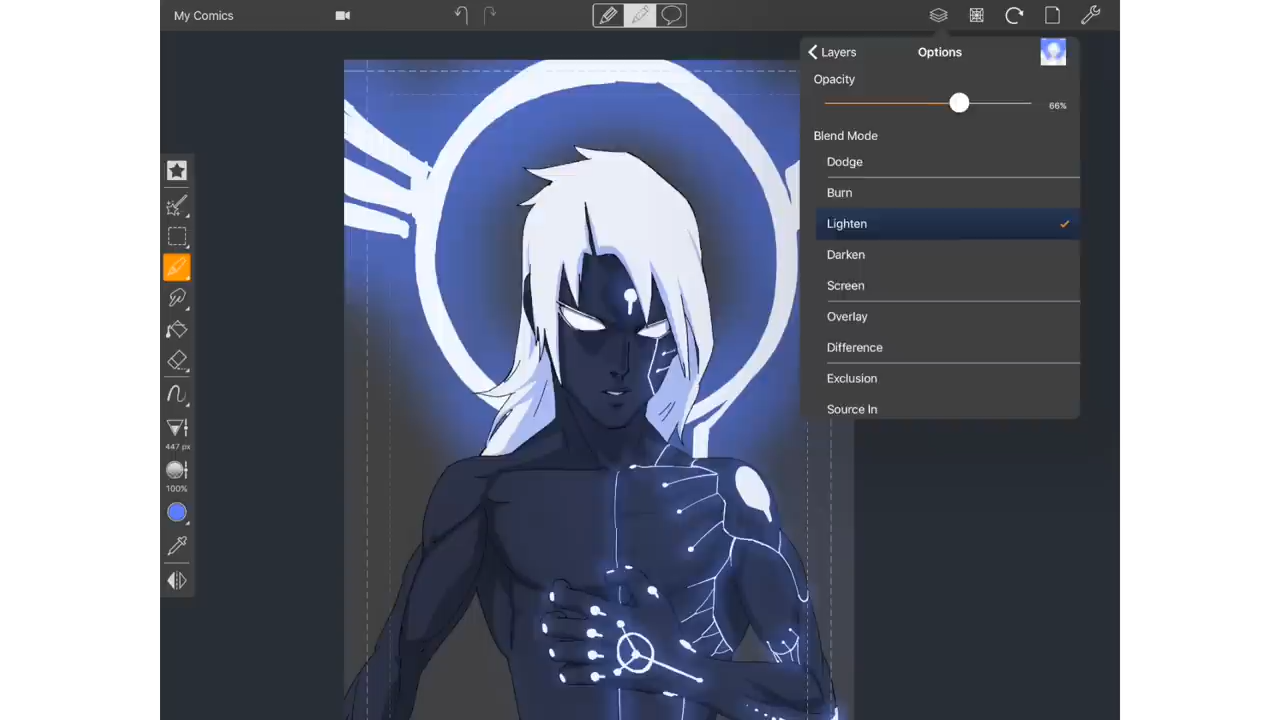 My Comics
Layers
Options
Opacity
66%
Blend Mode
Dodge
Burn
Lighten
Darken
Screen
Overlay
Difference
Exclusion
Source In
447 px
100%